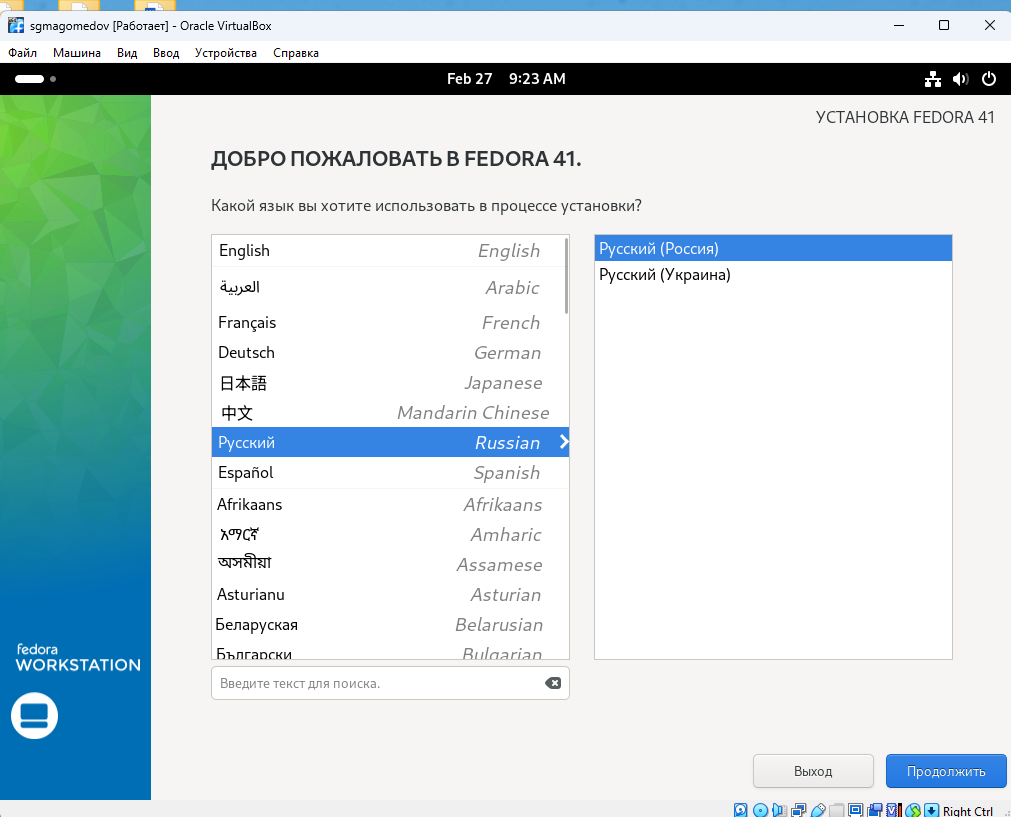 sgmagomedov [Работает] - Oracle VirtualBox
Файл Машина Вид Ввод Устройства Справка
Feb 27 9:23 AM
УСТАНОВКА FEDORA 41
ДОБРО ПОЖАЛОВАТЬ В FEDORA 41.
Какой язык вы хотите использовать в процессе установки?
English English
العربية Arabic
Français French
Deutsch German
日本語 Japanese
中文 Mandarin Chinese
Русский Russian
Español Spanish
Afrikaans Afrikaans
አማርኛ Amharic
অসমীয়া Assamese
Asturianu Asturian
Беларуская Belarusian
Български Bulgarian
Русский (Россия)
Русский (Украина)
Введите текст для поиска.
fedora
WORKSTATION
Выход Продолжить
Right Ctrl